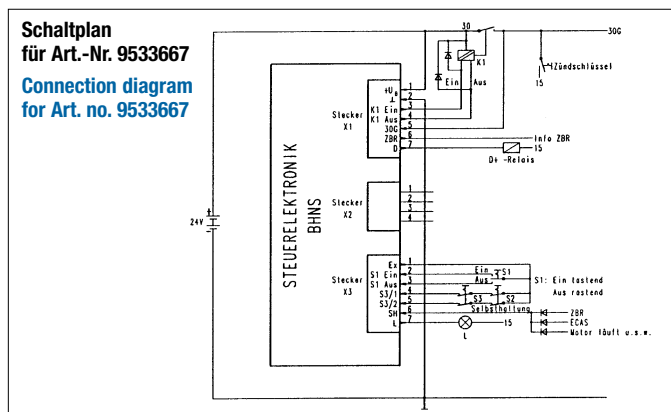 Schaltplan
für Art.-Nr. 9533667
Connection diagram
for Art. no. 9533667
30
30G
K1
Ein Aus
(Zündschlüssel)
15
STEUERELEKTRONIK
BHNS
Stecker
X1
+UB 1
⊥ 2
K1 Ein 3
K1 Aus 4
30G 5
ZBR 6
D 7
Info ZBR
15
D+ -Relais
Stecker
X2
1
2
3
4
24V
Stecker
X3
Ex 1
S1 Ein 2
S1 Aus 3
S3/1 4
S3/2 5
SH 6
L 7
Ein
Aus
S1
S1: Ein tastend
Aus rastend
S3 S2
Selbsthaltung
L
15
ZBR
ECAS
Motor läuft u.s.w.